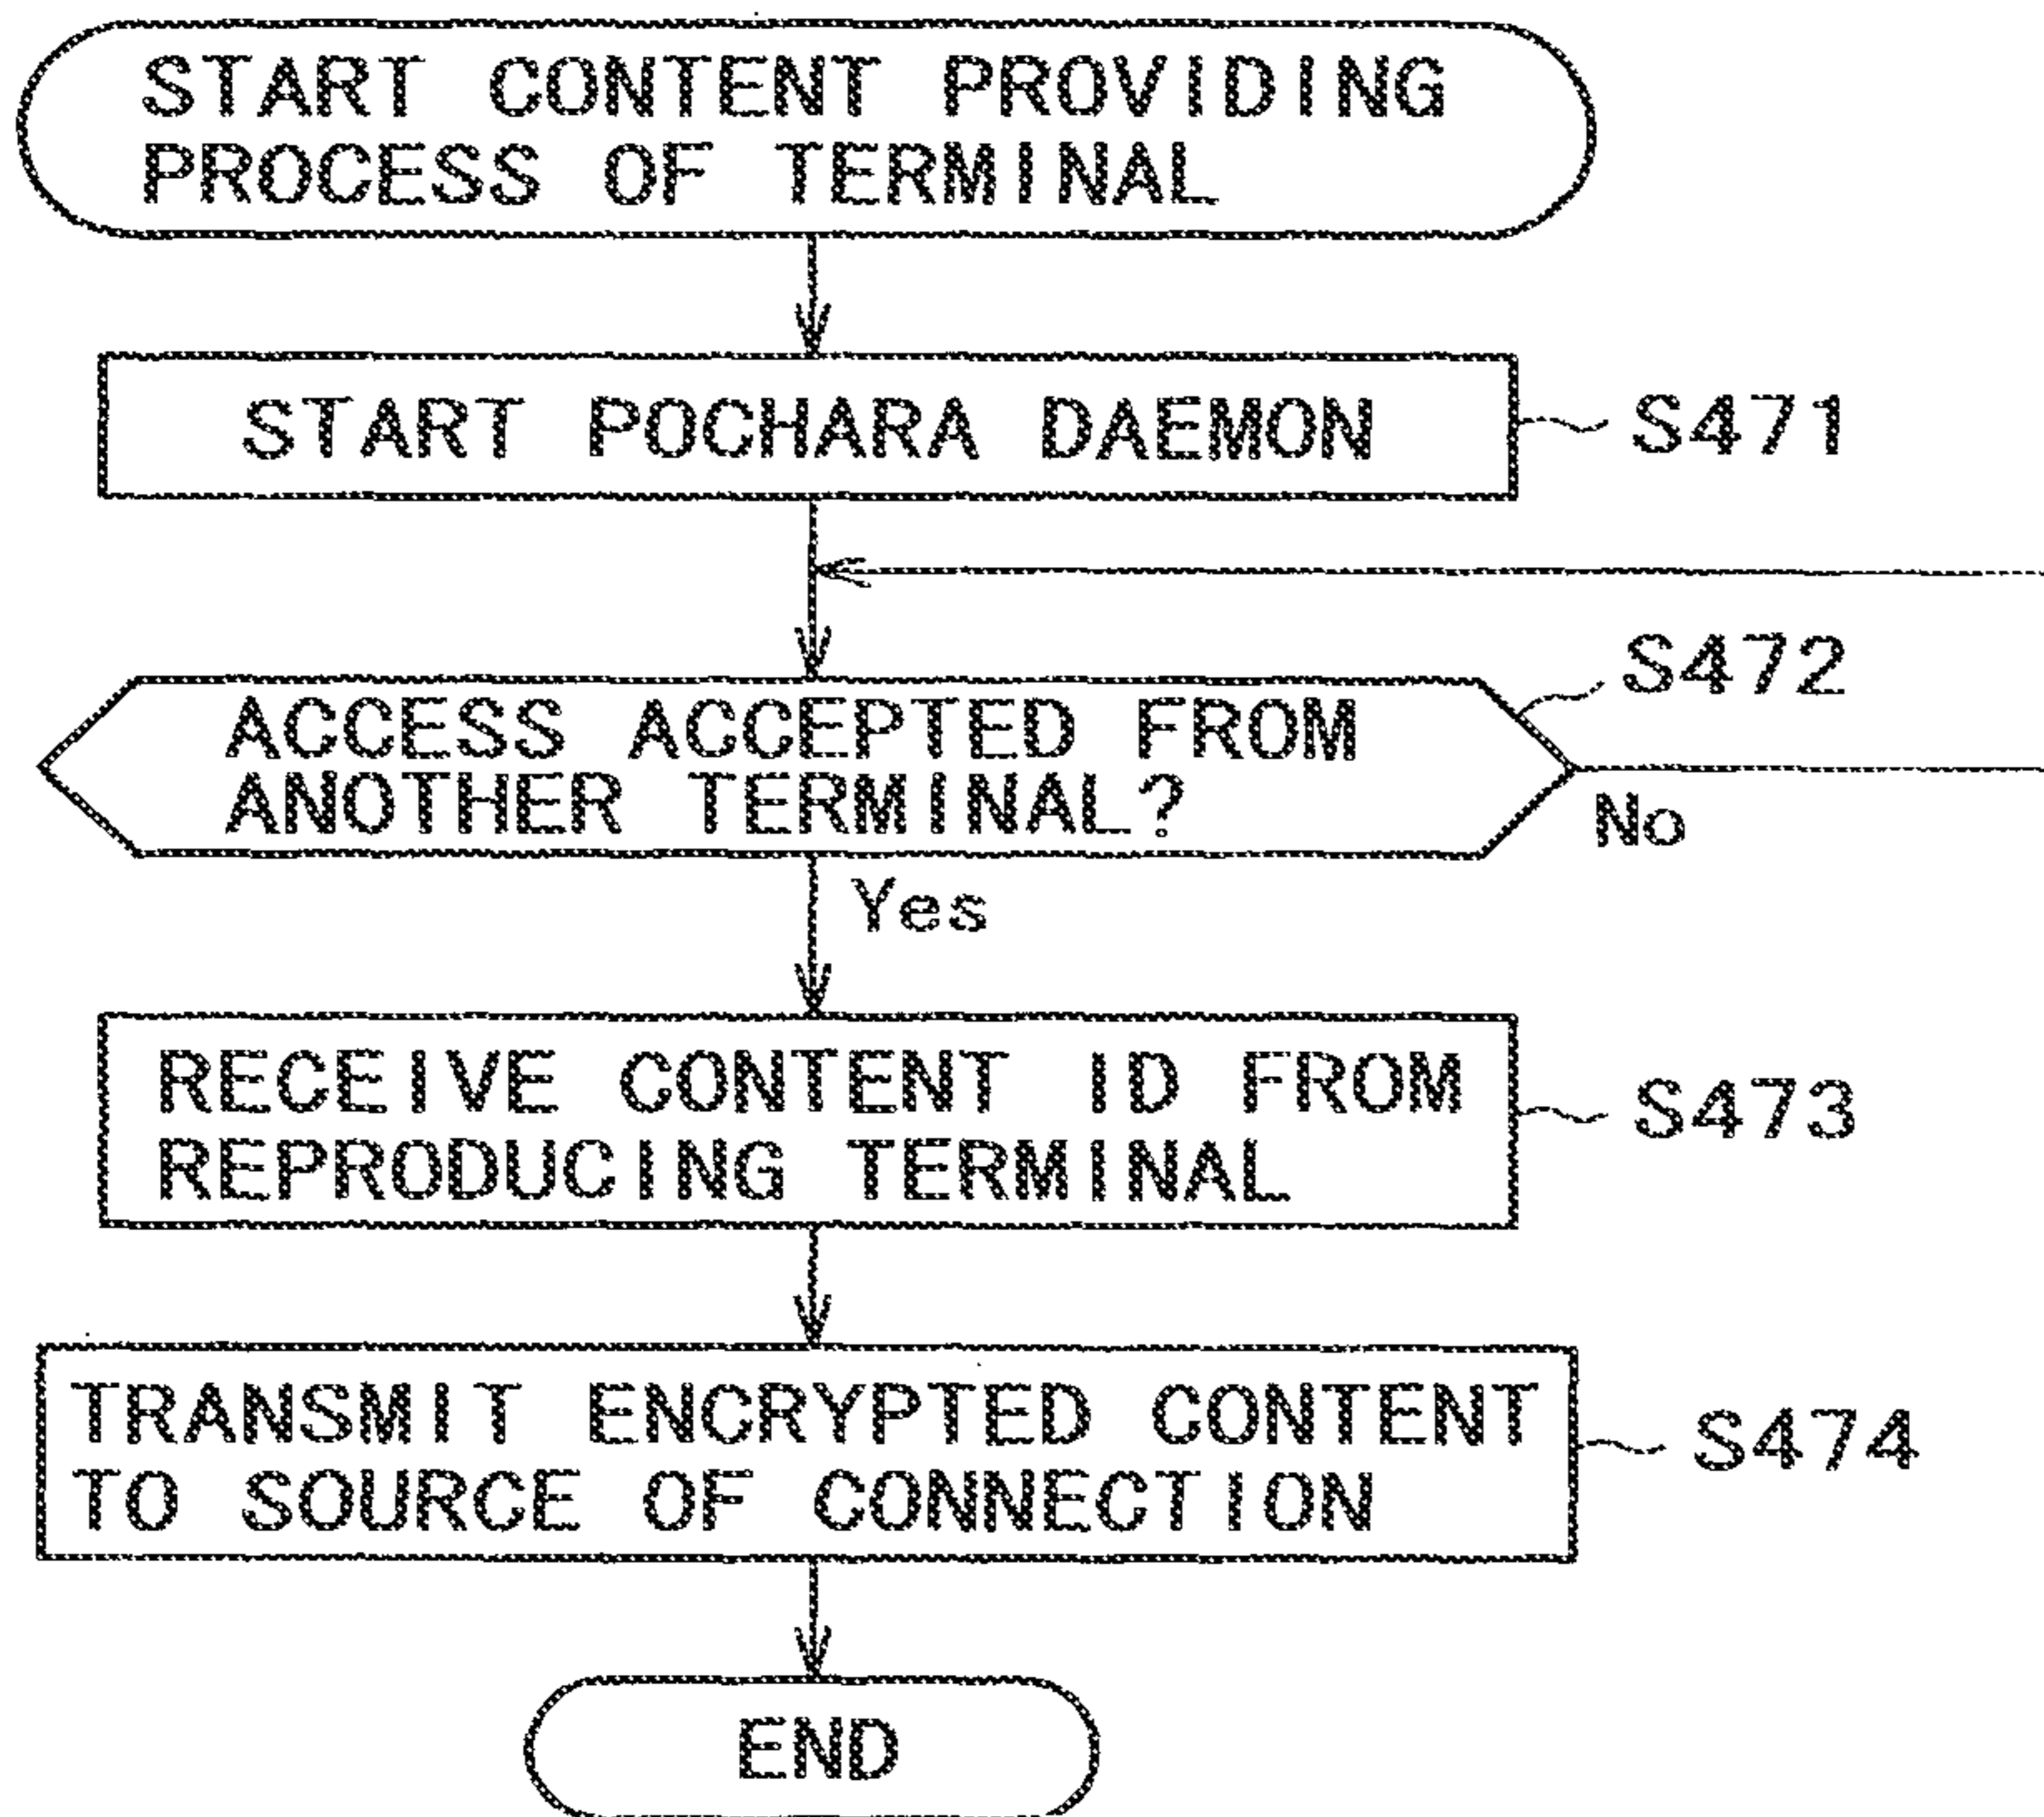 START CONTENT PROVIDING
PROCESS OF TERMINAL
START POCHARA DAEMON
S471
S472
ACCESS ACCEPTED FROM
ANOTHER TERMINAL?
No
Yes
RECEIVE CONTENT ID FROM
REPRODUCING TERMINAL
S473
TRANSMIT ENCRYPTED CONTENT
TO SOURCE OF CONNECTION
S474
END